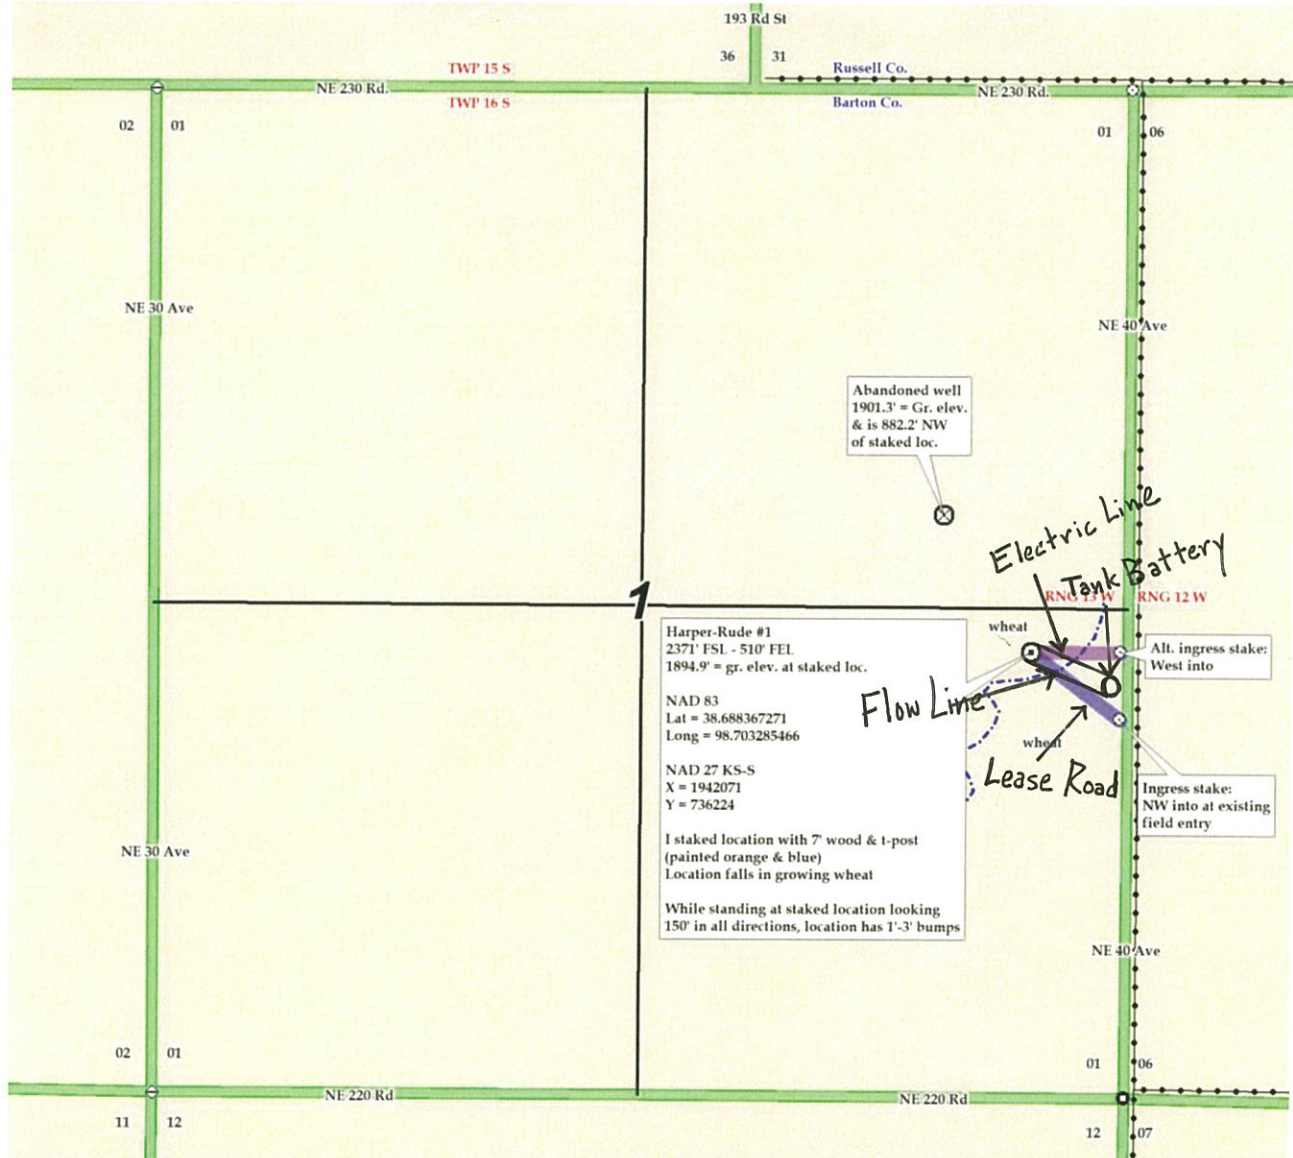 193 Rd St
36 31
TWP 15 S
Russell Co.
NE 230 Rd.
NE 230 Rd.
TWP 16 S
Barton Co.
02 01
01 06
NE 30 Ave
NE 40 Ave
Abandoned well
1901.3' = Gr. elev.
& is 882.2' NW
of staked loc.
Electric Line
Tank Battery
RNG 13 W RNG 12 W
1
wheat
Harper-Rude #1
2371' FSL - 510' FEL
1894.9' = gr. elev. at staked loc.
NAD 83
Lat = 38.688367271
Long = 98.703285466
NAD 27 KS-S
X = 1942071
Y = 736224
I staked location with 7' wood & t-post
(painted orange & blue)
Location falls in growing wheat
While standing at staked location looking
150' in all directions, location has 1'-3' bumps
Alt. ingress stake:
West into
Flow Line
wheat
Lease Road
Ingress stake:
NW into at existing
field entry
NE 30 Ave
NE 40 Ave
02 01
01 06
NE 220 Rd
NE 220 Rd
11 12
12 07